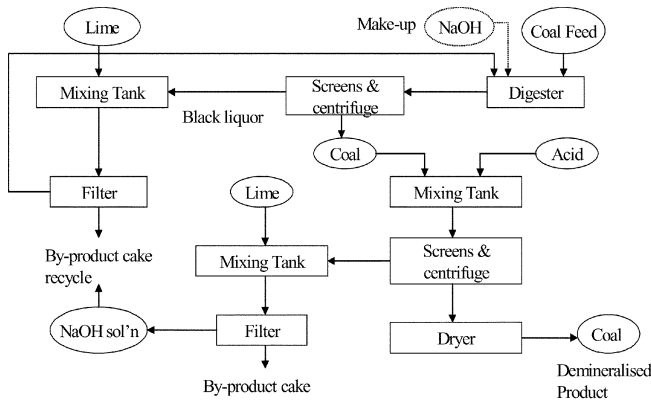 Lime
Make-up
NaOH
Coal Feed
Mixing Tank
Screens &
centrifuge
Digester
Black liquor
Coal
Acid
Filter
Lime
Mixing Tank
By-product cake
recycle
Mixing Tank
Screens &
centrifuge
NaOH sol'n
Filter
Dryer
Coal
By-product cake
Demineralised
Product